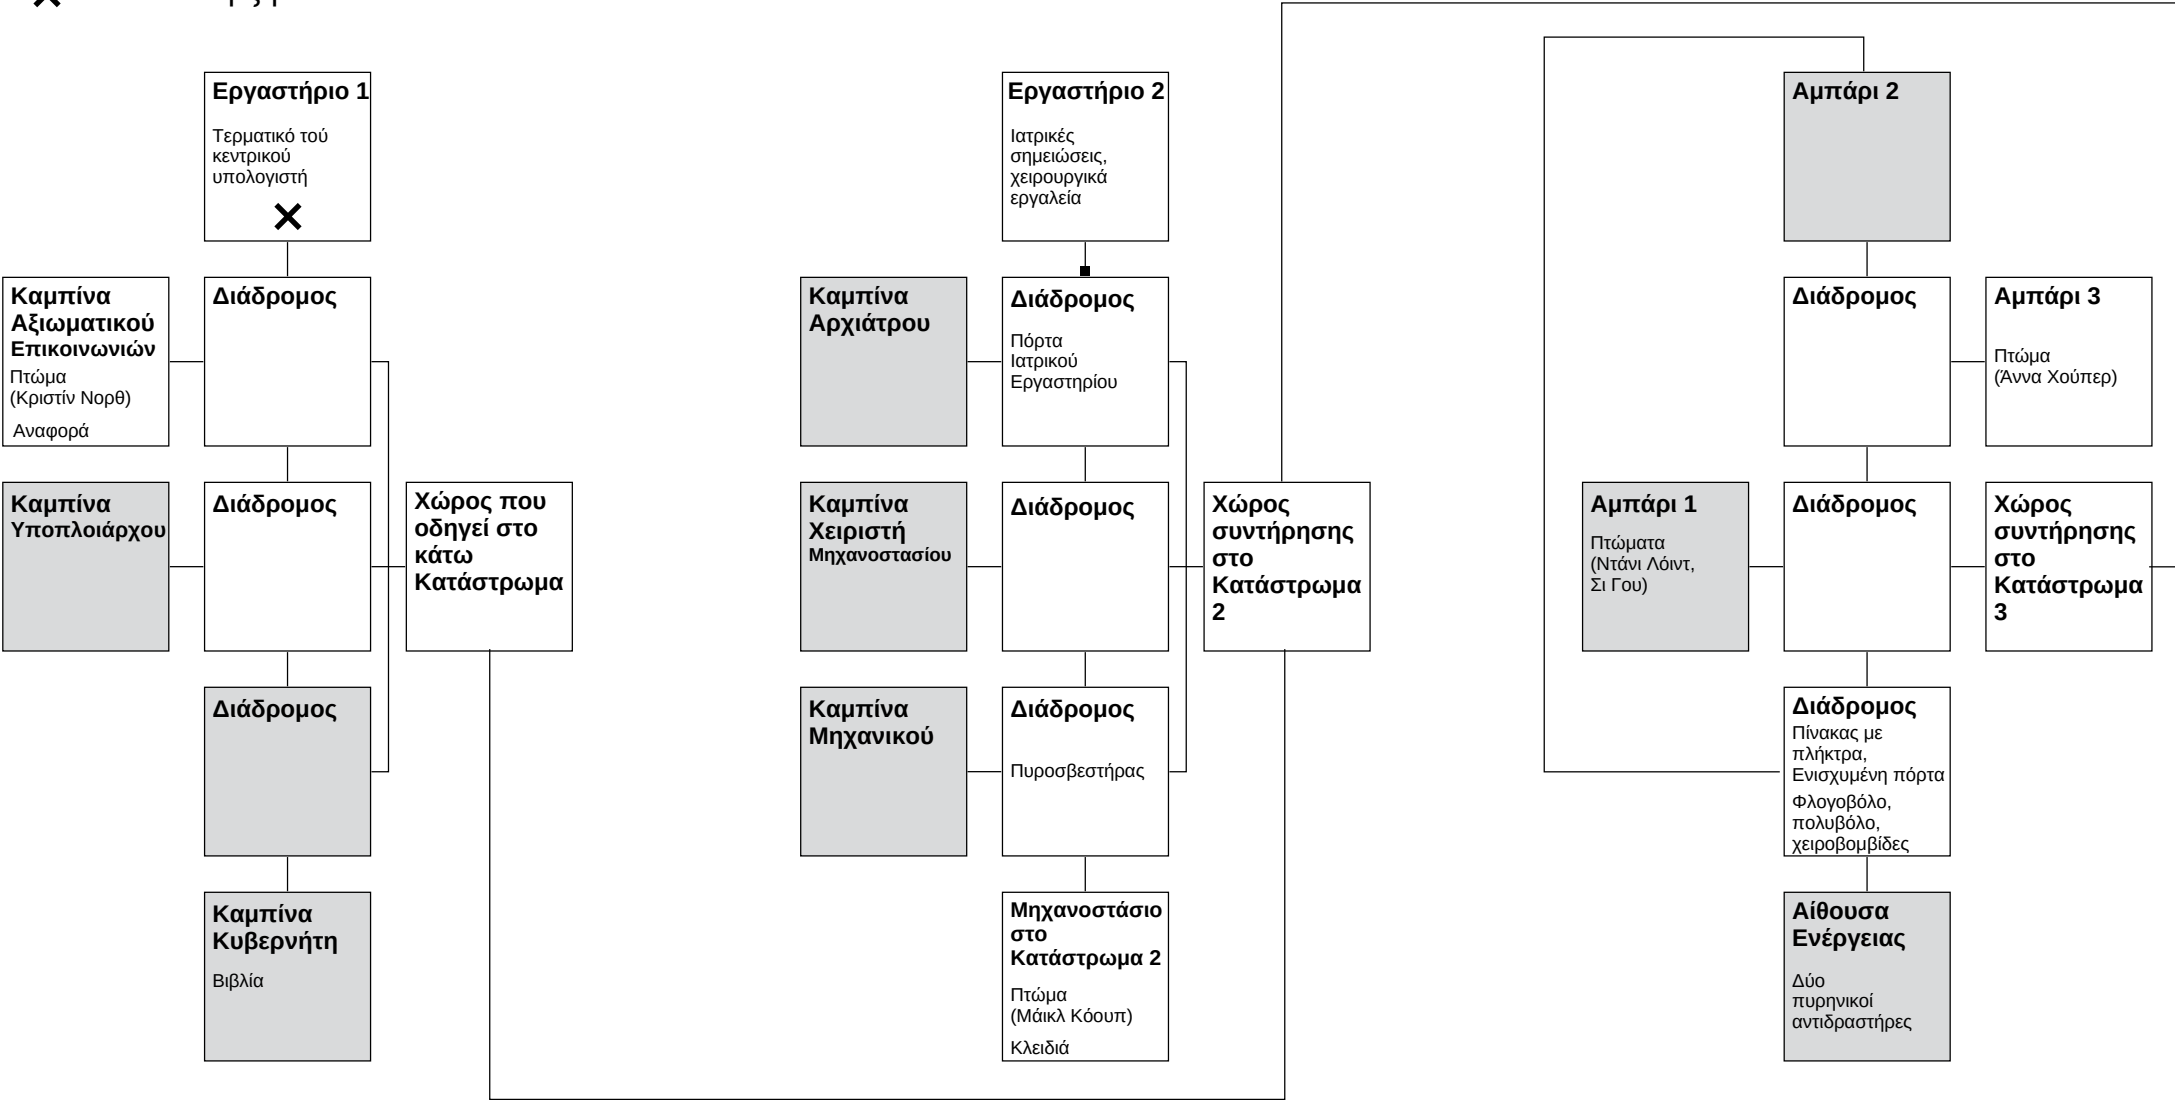 Εργαστήριο 1
Τερματικό τού
κεντρικού
υπολογιστή
Καμπίνα
Αξιωματικού
Επικοινωνιών
Πτώμα
(Κριστίν Νορθ)
Αναφορά
Διάδρομος
Καμπίνα
Υποπλοιάρχου
Διάδρομος
Χώρος που
οδηγεί στο
κάτω
Κατάστρωμα
Διάδρομος
Καμπίνα
Κυβερνήτη
Βιβλία
Εργαστήριο 2
Ιατρικές
σημειώσεις,
χειρουργικά
εργαλεία
Καμπίνα
Αρχιάτρου
Διάδρομος
Πόρτα
Ιατρικού
Εργαστηρίου
Καμπίνα
Χειριστή
Μηχανοστασίου
Διάδρομος
Χώρος
συντήρησης
στο
Κατάστρωμα
2
Καμπίνα
Μηχανικού
Διάδρομος
Πυροσβεστήρας
Μηχανοστάσιο
στο
Κατάστρωμα 2
Πτώμα
(Μάικλ Κόουπ)
Κλειδιά
Αμπάρι 2
Διάδρομος
Αμπάρι 3
Πτώμα
(Άννα Χούπερ)
Αμπάρι 1
Πτώματα
(Ντάνι Λόιντ,
Σι Γου)
Διάδρομος
Χώρος
συντήρησης
στο
Κατάστρωμα
3
Διάδρομος
Πίνακας με
πλήκτρα,
Ενισχυμένη πόρτα
Φλογοβόλο,
πολυβόλο,
χειροβομβίδες
Αίθουσα
Ενέργειας
Δύο
πυρηνικοί
αντιδραστήρες